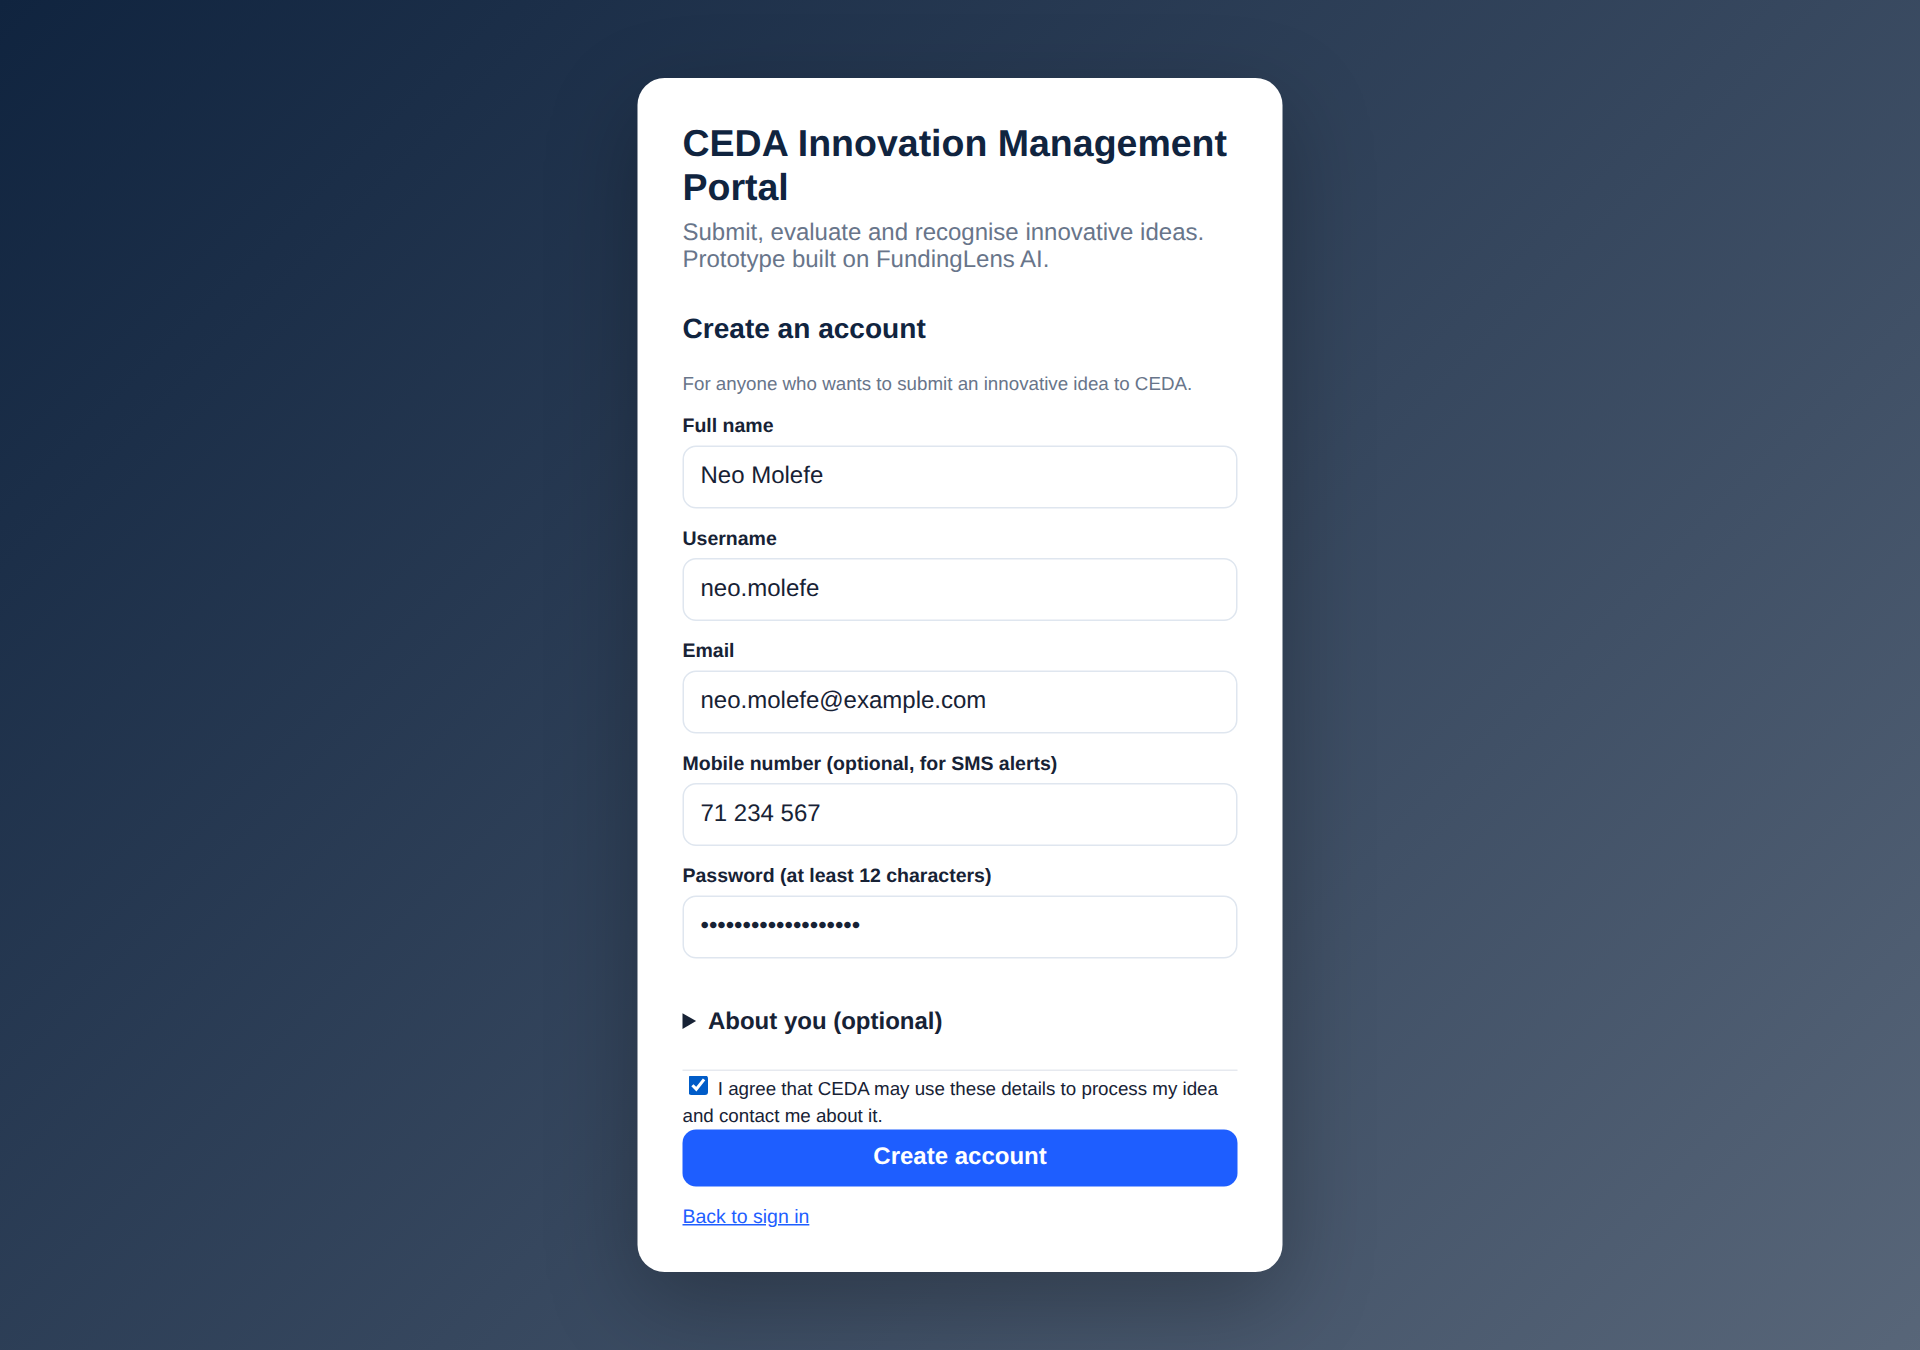 CEDA Innovation Management
Portal
Submit, evaluate and recognise innovative ideas.
Prototype built on FundingLens AI.
Create an account
For anyone who wants to submit an innovative idea to CEDA.
Full name
Neo Molefe
Username
neo.molefe
Email
neo.molefe@example.com
Mobile number (optional, for SMS alerts)
71 234 567
Password (at least 12 characters)
•••••••••••••••••••
About you (optional)
I agree that CEDA may use these details to process my idea
and contact me about it.
Create account
Back to sign in